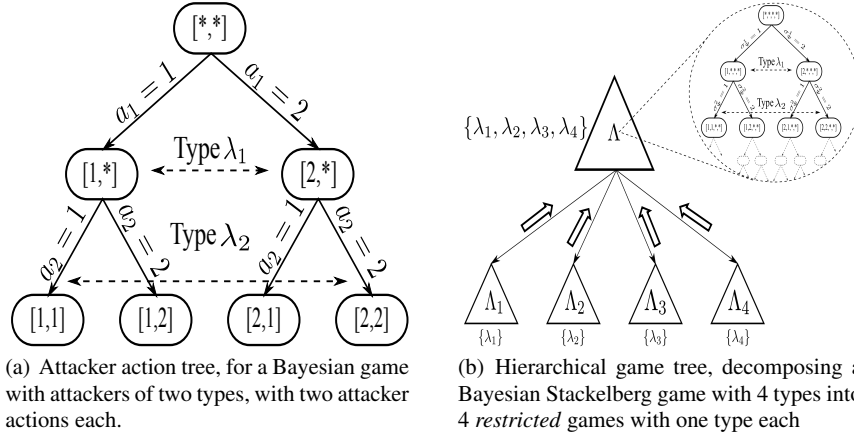 [*,*]
a₁ = 1
a₁ = 2
[1,*]
Type λ₁
[2,*]
a₂ = 1
a₂ = 2
Type λ₂
a₂ = 1
a₂ = 2
[1,1]
[1,2]
[2,1]
[2,2]
(a) Attacker action tree, for a Bayesian game
with attackers of two types, with two attacker
actions each.
{λ₁, λ₂, λ₃, λ₄}
Λ
Type λ₁
Type λ₂
Λ₁
Λ₂
Λ₃
Λ₄
{λ₁}
{λ₂}
{λ₃}
{λ₄}
(b) Hierarchical game tree, decomposing a
Bayesian Stackelberg game with 4 types into
4 restricted games with one type each